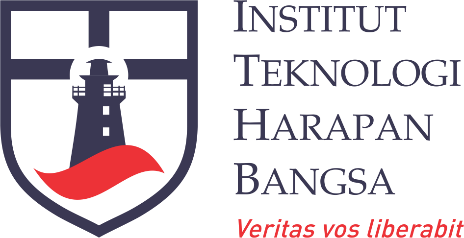 INSTITUT
TEKNOLOGI
HARAPAN
BANGSA
Veritas vos liberabit